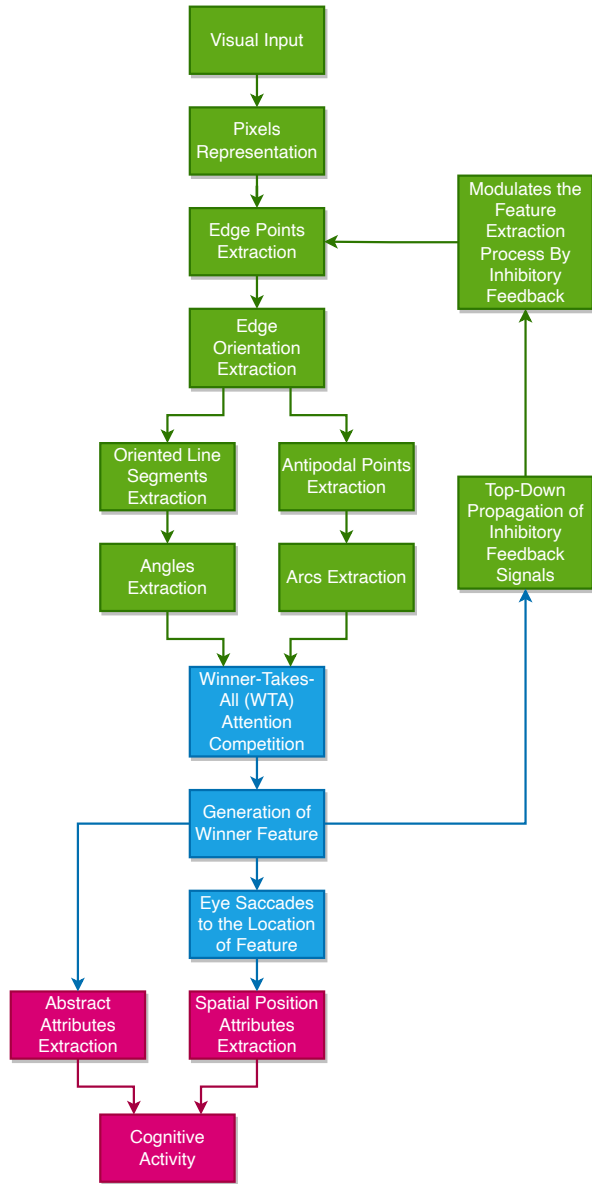 Visual Input
Pixels
Representation
Edge Points
Extraction
Modulates the
Feature
Extraction
Process By
Inhibitory
Feedback
Edge
Orientation
Extraction
Oriented Line
Segments
Extraction
Antipodal Points
Extraction
Top-Down
Propagation of
Inhibitory
Feedback
Signals
Angles
Extraction
Arcs Extraction
Winner-Takes-
All (WTA)
Attention
Competition
Generation of
Winner Feature
Eye Saccades
to the Location
of Feature
Abstract
Attributes
Extraction
Spatial Position
Attributes
Extraction
Cognitive
Activity